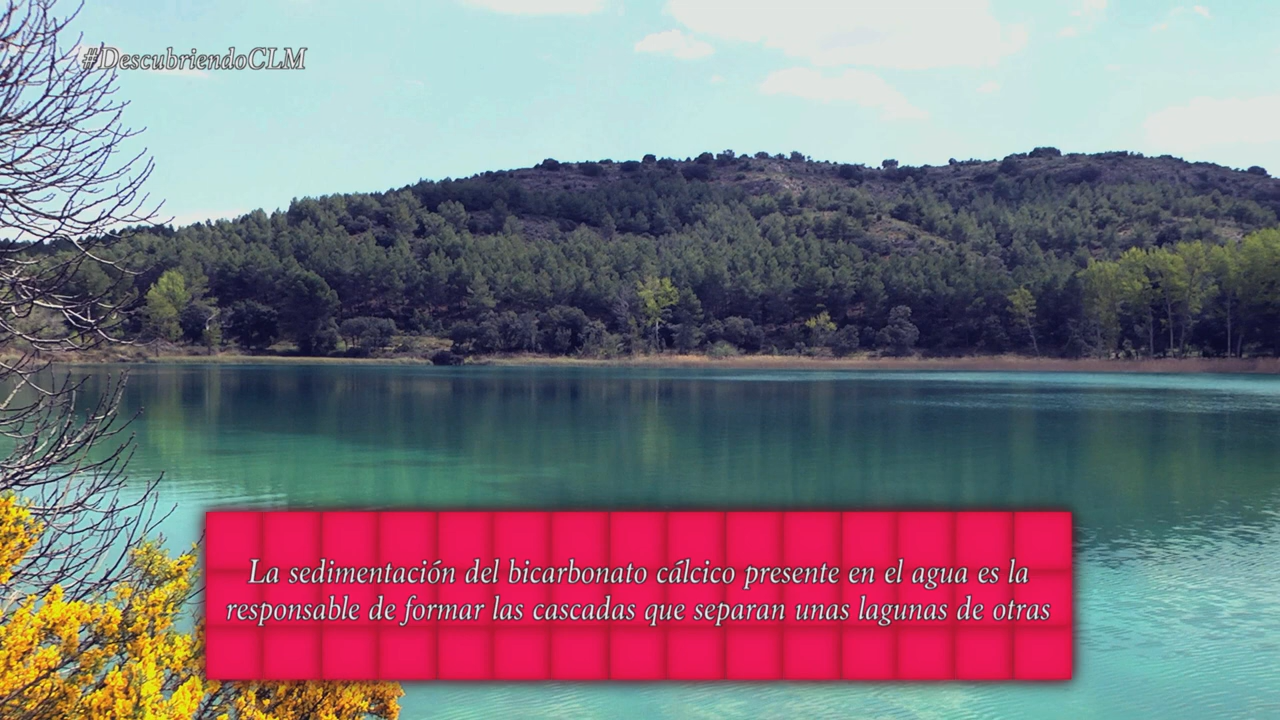 #DescubriendoCLM
La sedimentación del bicarbonato cálcico presente en el agua es la
responsable de formar las cascadas que separan unas lagunas de otras